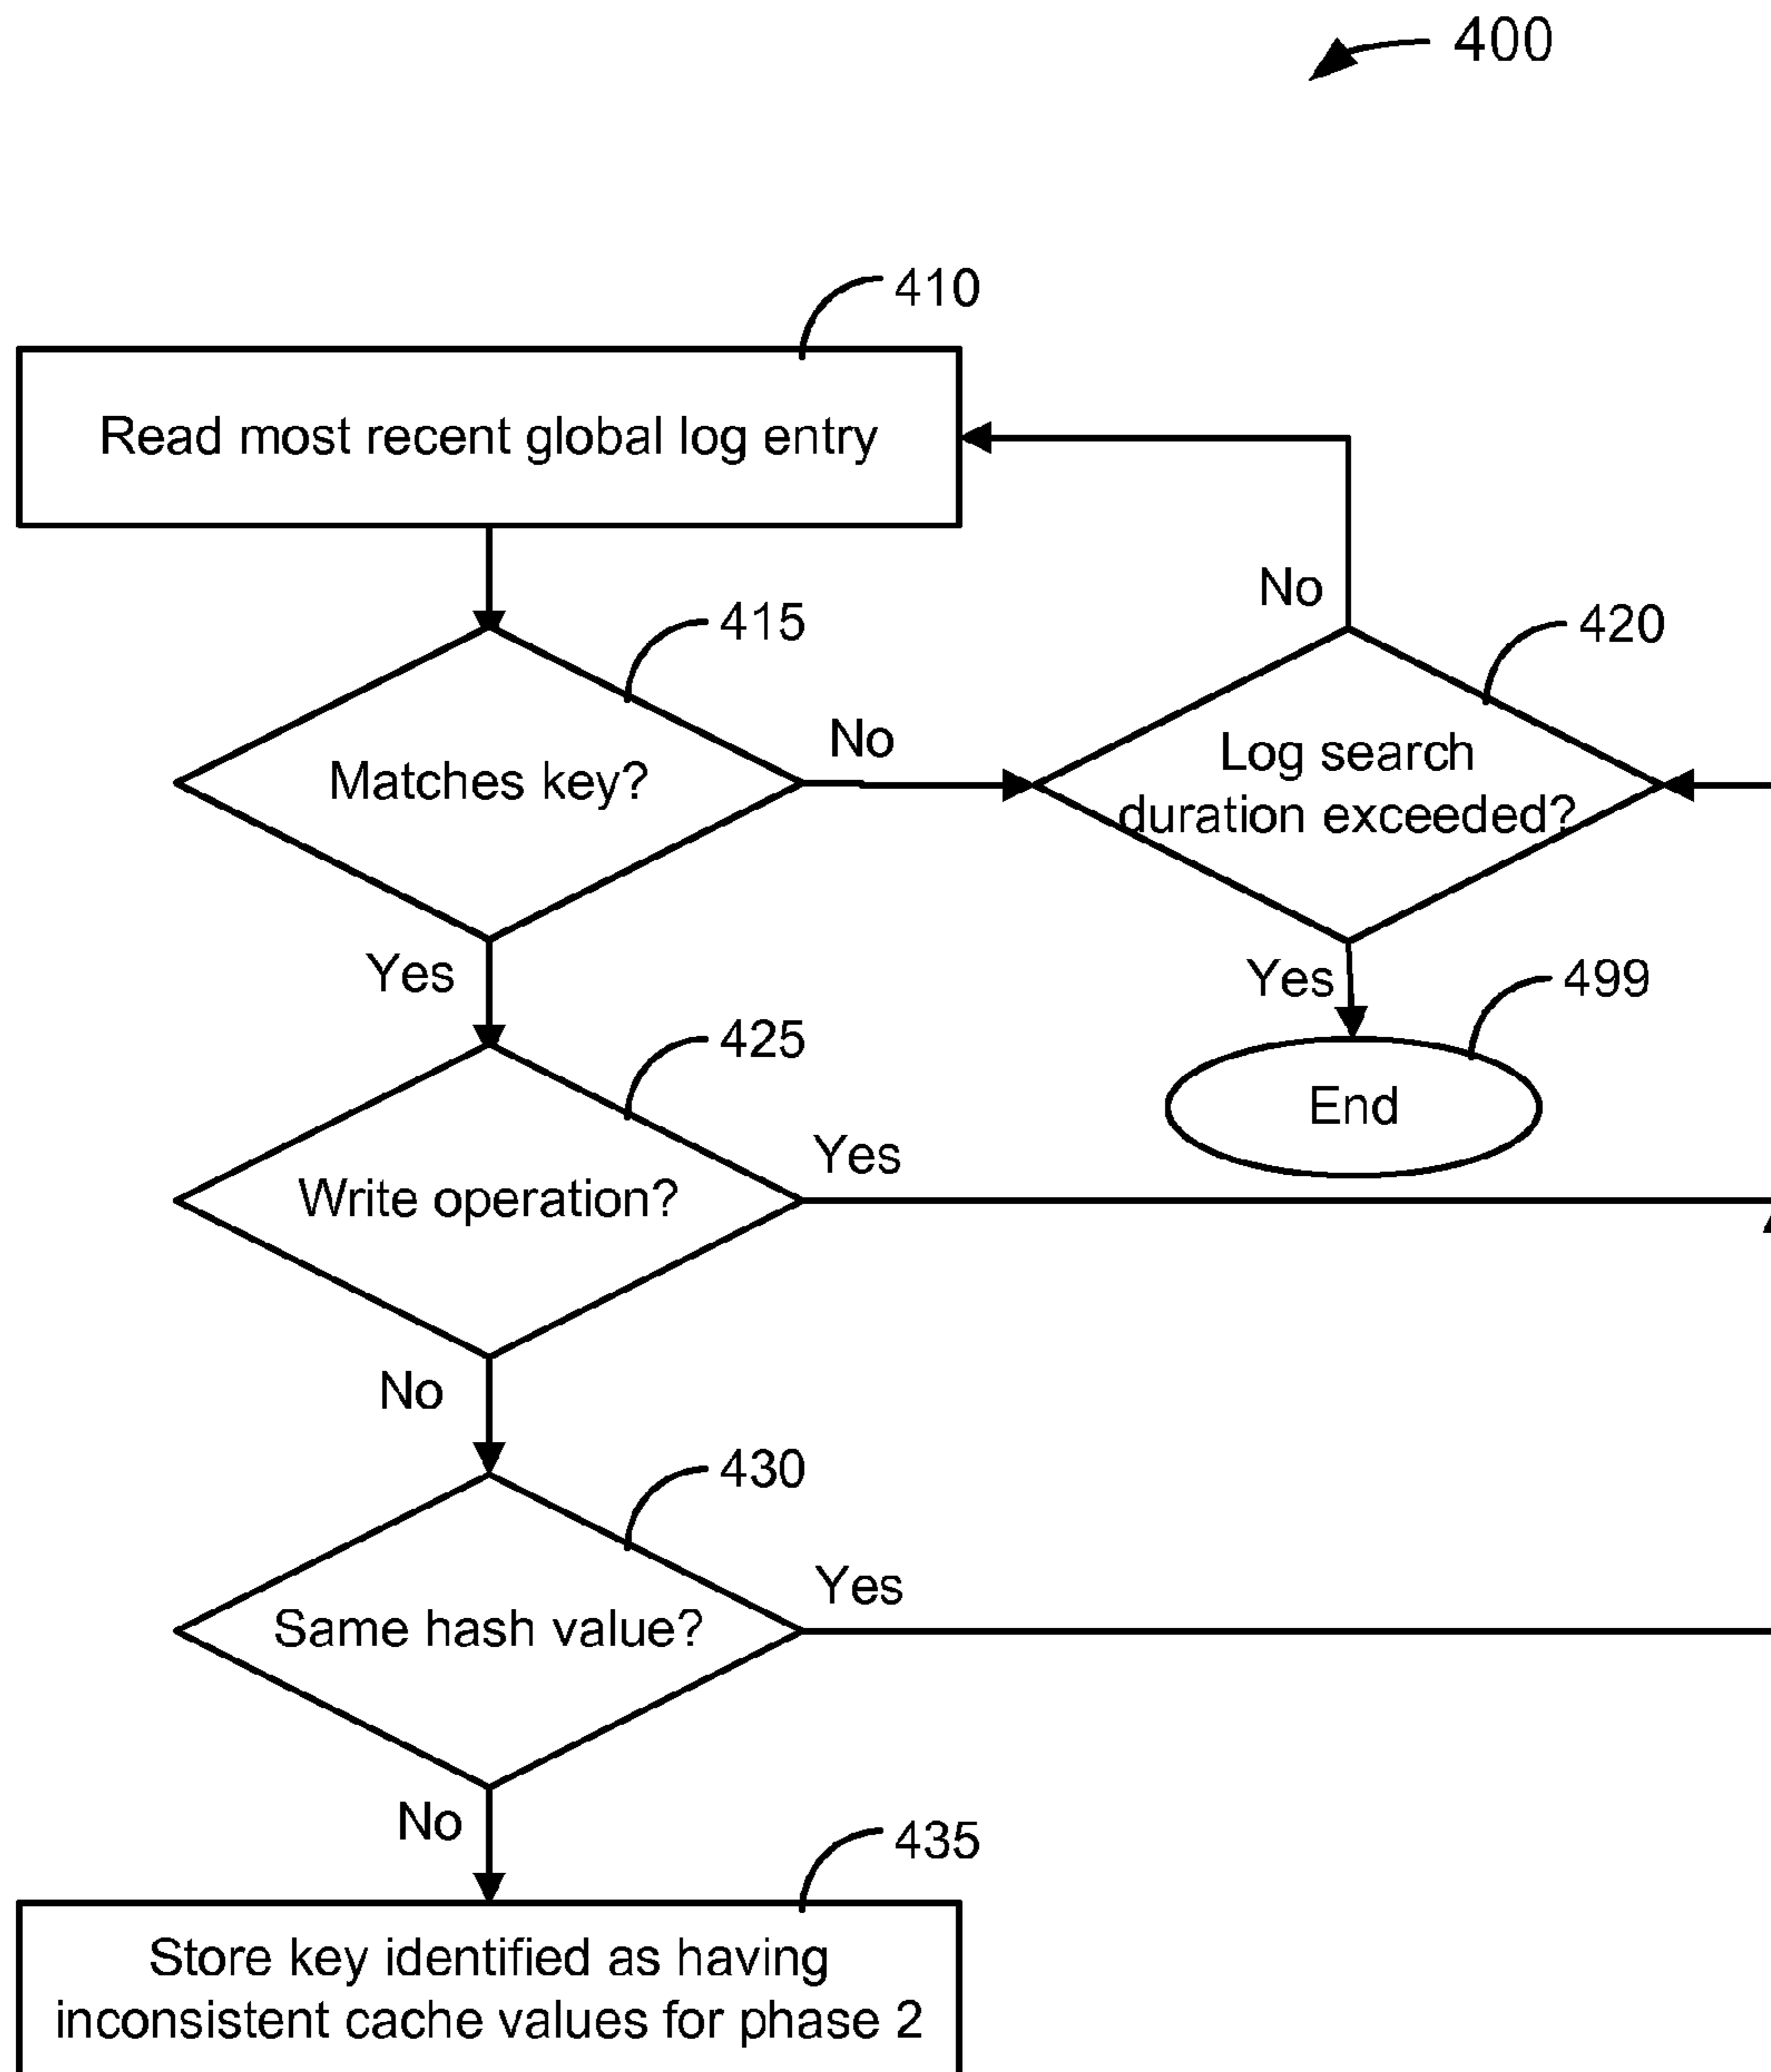 400
410
Read most recent global log entry
No
415
420
No
Matches key?
Log search
duration exceeded?
Yes
Yes
499
425
End
Yes
Write operation?
No
430
Yes
Same hash value?
No
435
Store key identified as having
inconsistent cache values for phase 2